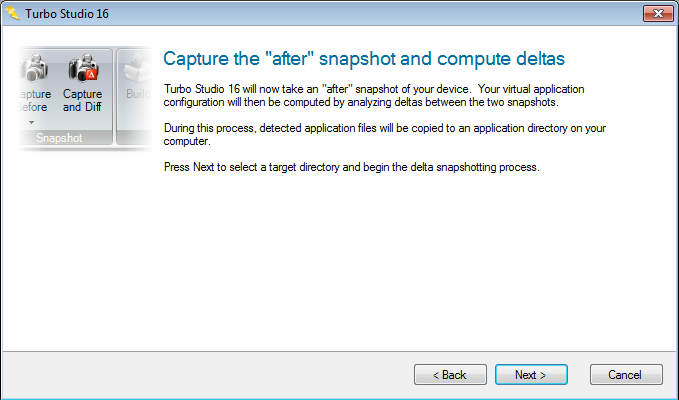 Turbo Studio 16
Capture the "after" snapshot and compute deltas
Capture
and Diff
Snapshot
Turbo Studio 16 will now take an "after" snapshot of your device. Your virtual application
configuration will then be computed by analyzing deltas between the two snapshots.
During this process, detected application files will be copied to an application directory on your
computer.
Press Next to select a target directory and begin the delta snapshotting process.
< Back
Next >
Cancel